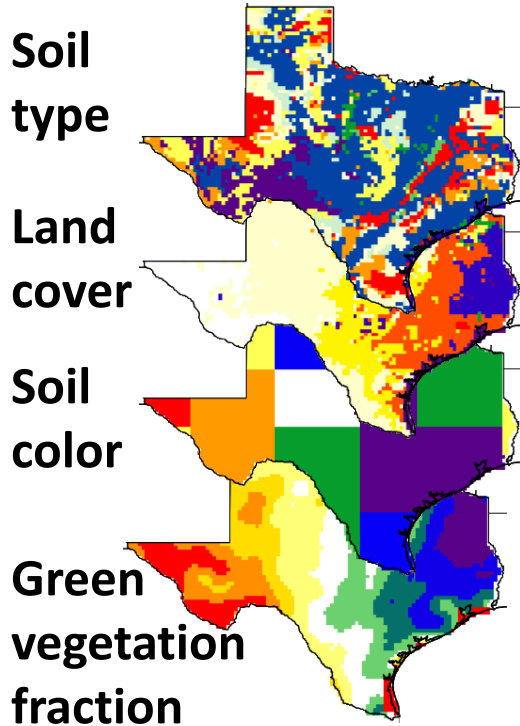 Soil
type
Land
cover
Soil
color
Green
vegetation
fraction